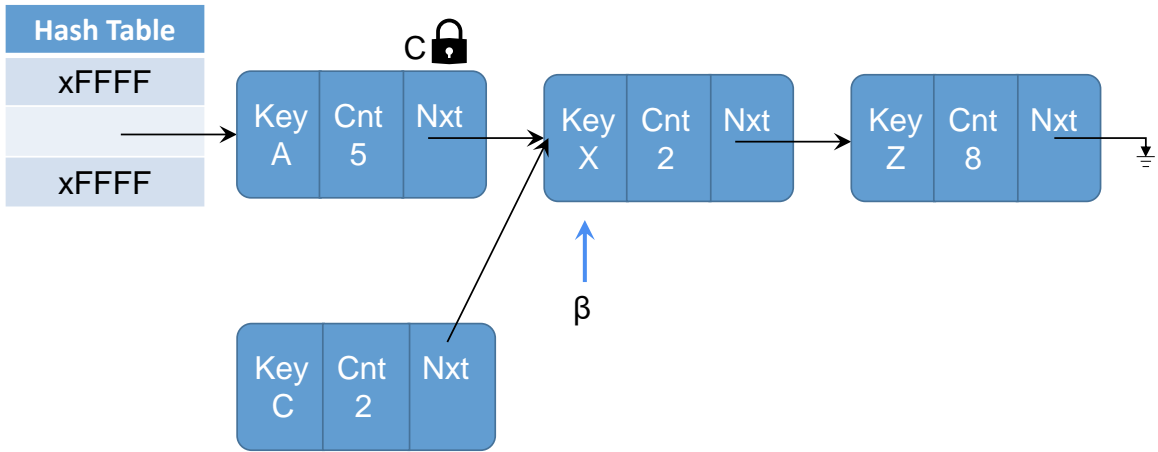 Hash Table
xFFFF
xFFFF
C
Key Cnt Nxt
A 5
Key Cnt Nxt
X 2
Key Cnt Nxt
Z 8
β
Key Cnt Nxt
C 2